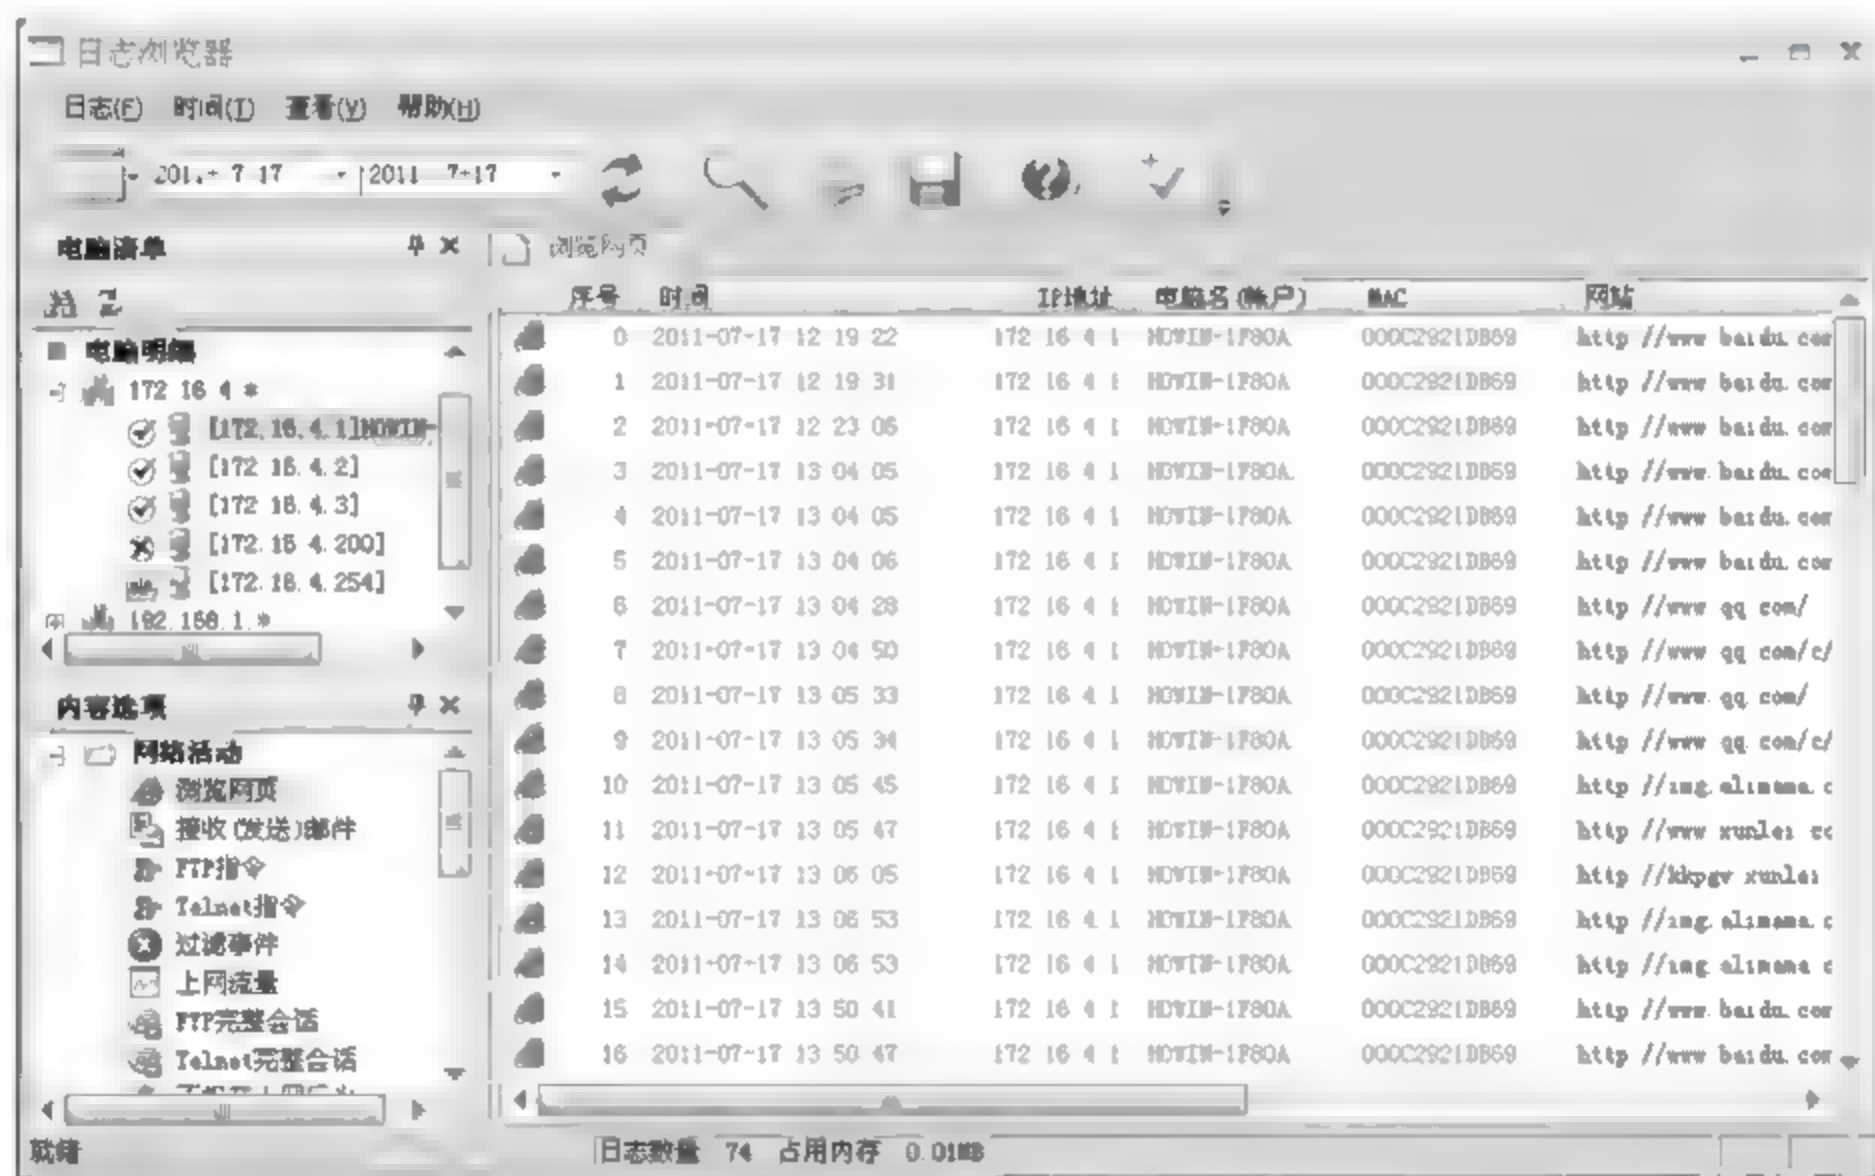 日志浏览器
日志(F) 时间(T) 查看(V) 帮助(H)
2011- 7-17 2011 7-17
电脑清单
电脑明细
172 16 4 *
[172.16.4.1]NOWIN-
[172 16.4.2]
[172 16.4.3]
[172.16 4.200]
[172.16.4.254]
192.168.1.*
内容选项
网络活动
浏览网页
接收(发送)邮件
FTP指令
Telnet指令
过滤事件
上网流量
FTP完整会话
Telnet完整会话
浏览网页
序号 时间 IP地址 电脑名(帐户) MAC 网站
0 2011-07-17 12 19 22 172 16 4 1 NOWIN-1F80A 000C2921DB69 http //www baidu com
1 2011-07-17 12 19 31 172 16 4 1 NOWIN-1F80A 000C2921DB69 http //www baidu.com
2 2011-07-17 12 23 06 172 16 4 1 NOWIN-1F80A 000C2921DB69 http //www baidu.com
3 2011-07-17 13 04 05 172 16 4 1 NOWIN-1F80A 000C2921DB69 http //www baidu.com
4 2011-07-17 13 04 05 172 16 4 1 NOWIN-1F80A 000C2921DB69 http //www baidu.com
5 2011-07-17 13 04 06 172 16 4 1 NOWIN-1F80A 000C2921DB69 http //www baidu.com
6 2011-07-17 13 04 28 172 16 4 1 NOWIN-1F80A 000C2921DB69 http //www qq com/
7 2011-07-17 13 04 50 172 16 4 1 NOWIN-1F80A 000C2921DB69 http //www qq com/c/
8 2011-07-17 13 05 33 172 16 4 1 NOWIN-1F80A 000C2921DB69 http //www.qq com/
9 2011-07-17 13 05 34 172 16 4 1 NOWIN-1F80A 000C2921DB69 http //www qq com/c/
10 2011-07-17 13 05 45 172 16 4 1 NOWIN-1F80A 000C2921DB69 http //img.alimama.c
11 2011-07-17 13 05 47 172 16 4 1 NOWIN-1F80A 000C2921DB69 http //www xunlei co
12 2011-07-17 13 06 05 172 16 4 1 NOWIN-1F80A 000C2921DB69 http //kkpgv xunlei
13 2011-07-17 13 06 53 172 16 4 1 NOWIN-1F80A 000C2921DB69 http //img.alimama.c
14 2011-07-17 13 06 53 172 16 4 1 NOWIN-1F80A 000C2921DB69 http //img alimama c
15 2011-07-17 13 50 41 172 16 4 1 NOWIN-1F80A 000C2921DB69 http //www.baidu.com
16 2011-07-17 13 50 47 172 16 4 1 NOWIN-1F80A 000C2921DB69 http //www baidu.com
就绪 日志数量 74 占用内存 0.01MB